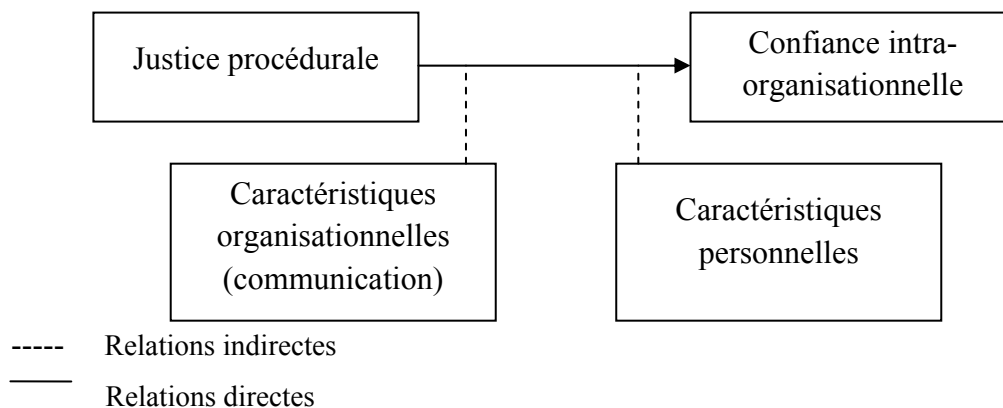 Justice procédurale
Confiance intra-
organisationnelle
Caractéristiques
organisationnelles
(communication)
Caractéristiques
personnelles
----- Relations indirectes
Relations directes